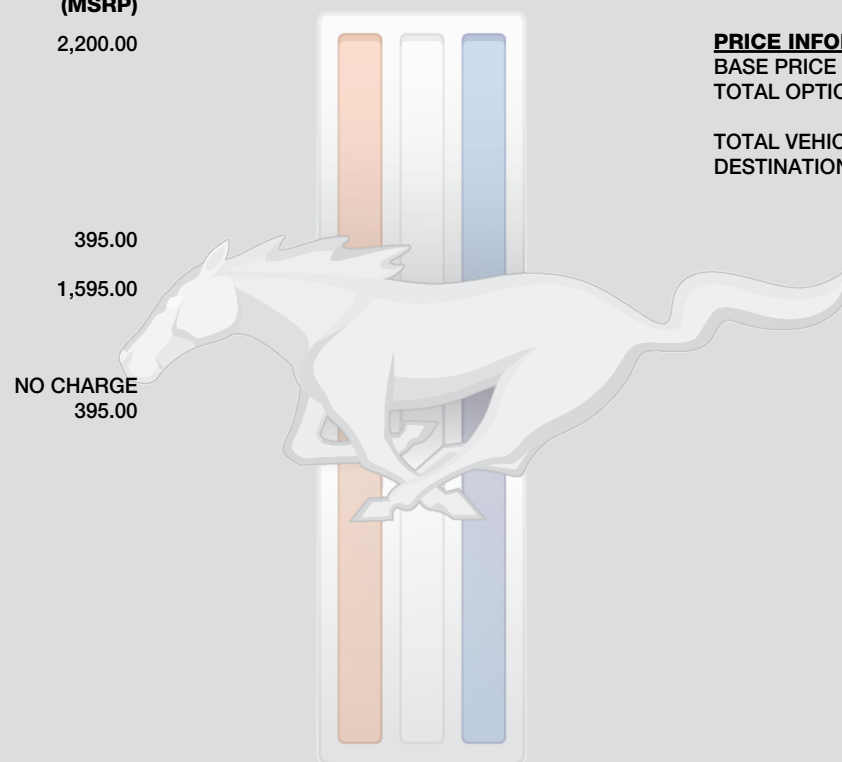 (MSRP)
2,200.00
395.00
1,595.00
NO CHARGE
395.00
PRICE INFO
BASE PRICE
TOTAL OPTIO
TOTAL VEHIC
DESTINATION